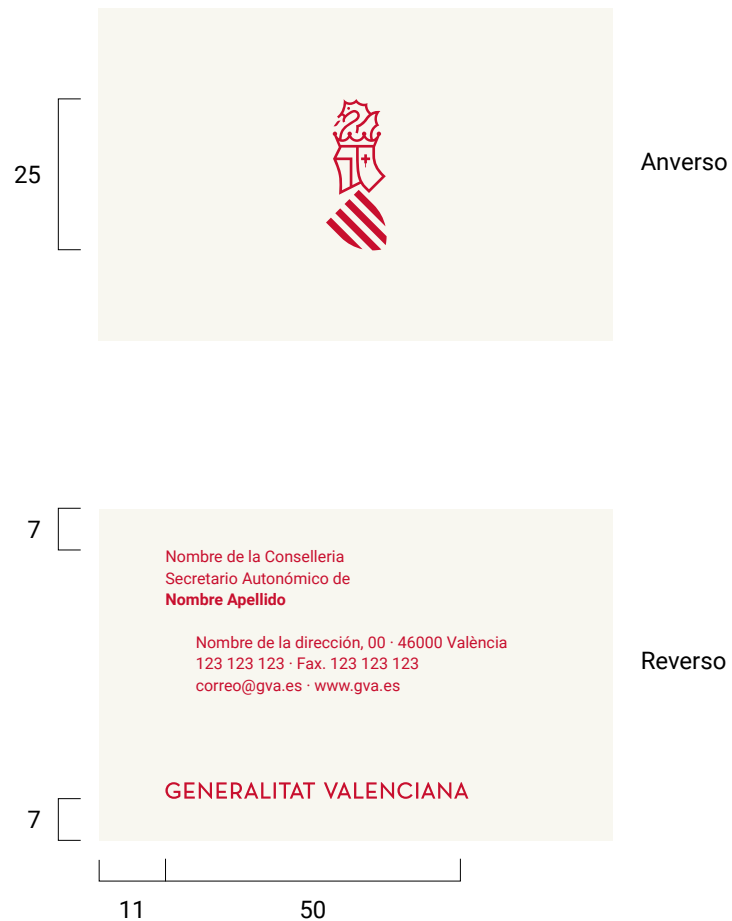 25
Anverso
7
Nombre de la Conselleria
Secretario Autonómico de
Nombre Apellido
Nombre de la dirección, 00 · 46000 València
123 123 123 · Fax. 123 123 123
correo@gva.es · www.gva.es
Reverso
GENERALITAT VALENCIANA
7
11 50